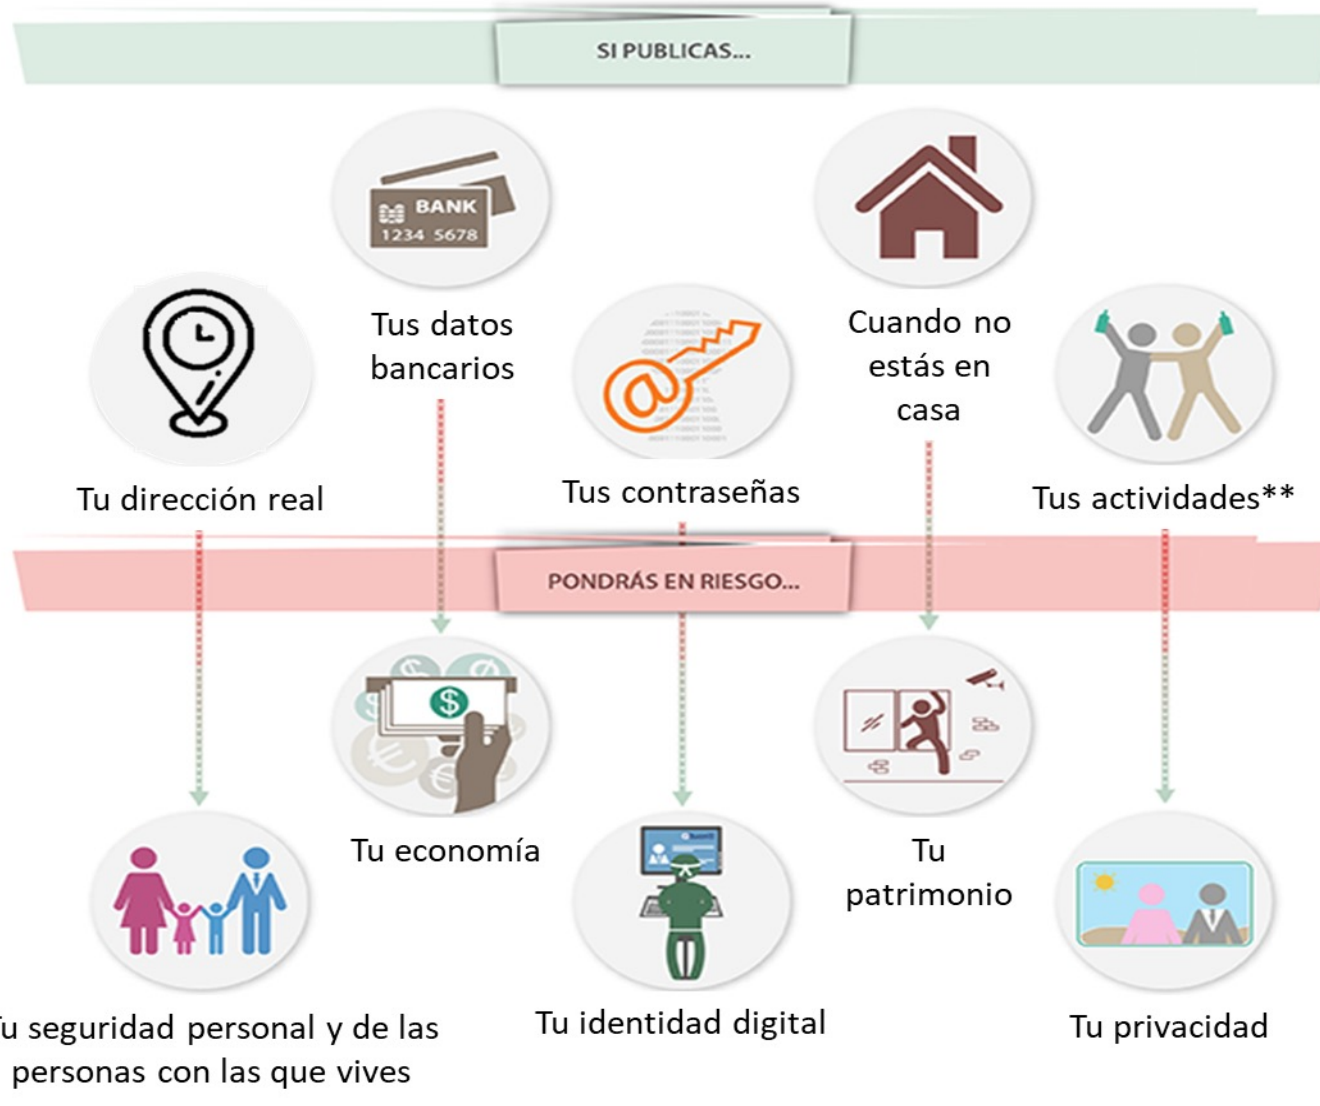 SI PUBLICAS...
BANK
1234 5678
Tus datos
bancarios
Cuando no
estás en
casa
Tu dirección real
Tus contraseñas
Tus actividades**
PONDRÁS EN RIESGO...
Tu economía
Tu
patrimonio
u seguridad personal y de las
personas con las que vives
Tu identidad digital
Tu privacidad